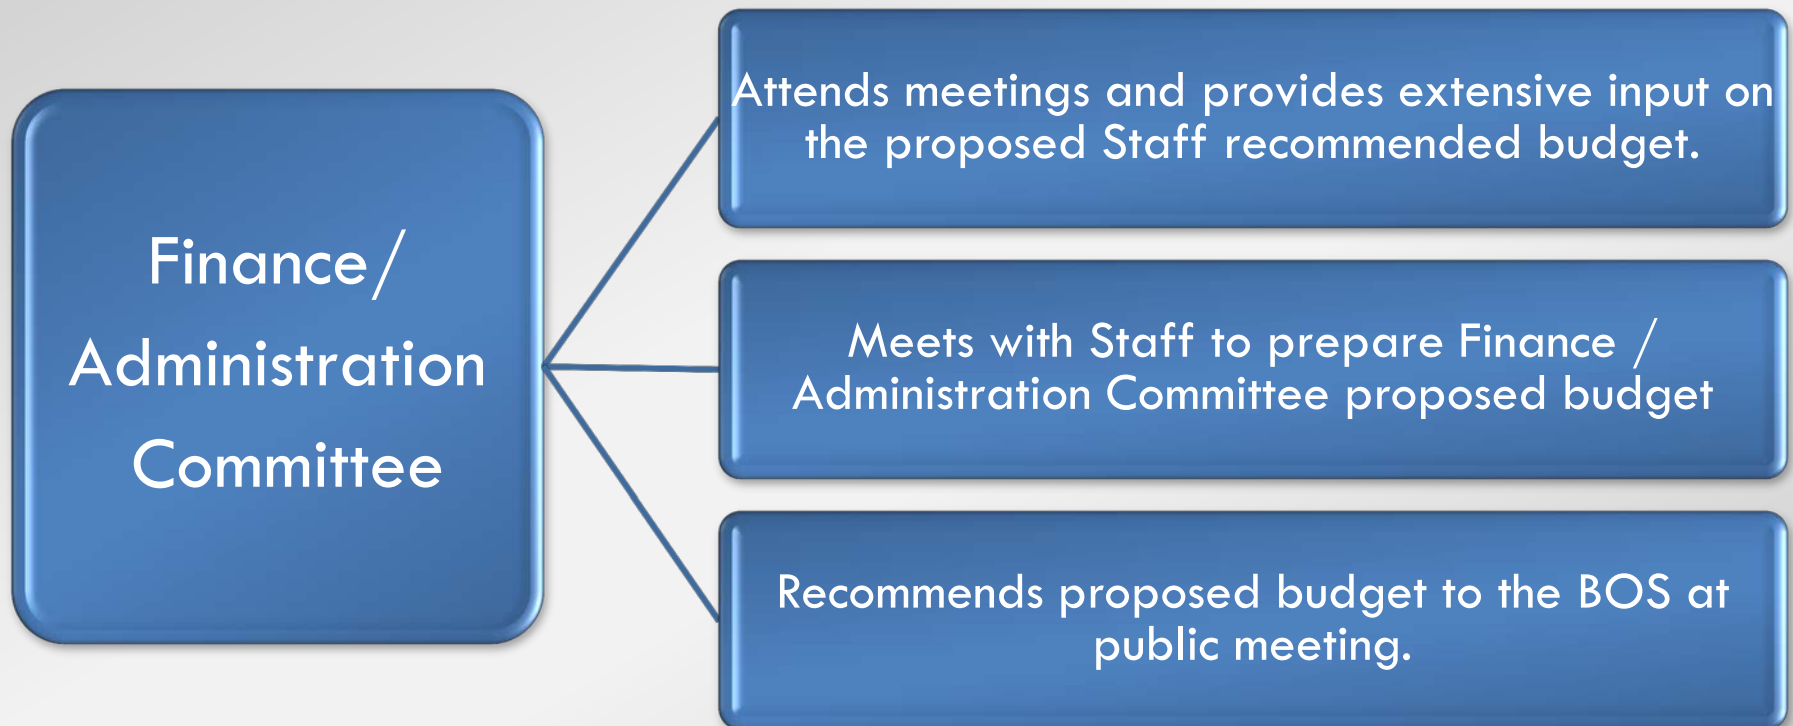 Finance/
Administration
Committee
Attends meetings and provides extensive input on
the proposed Staff recommended budget.
Meets with Staff to prepare Finance /
Administration Committee proposed budget
Recommends proposed budget to the BOS at
public meeting.